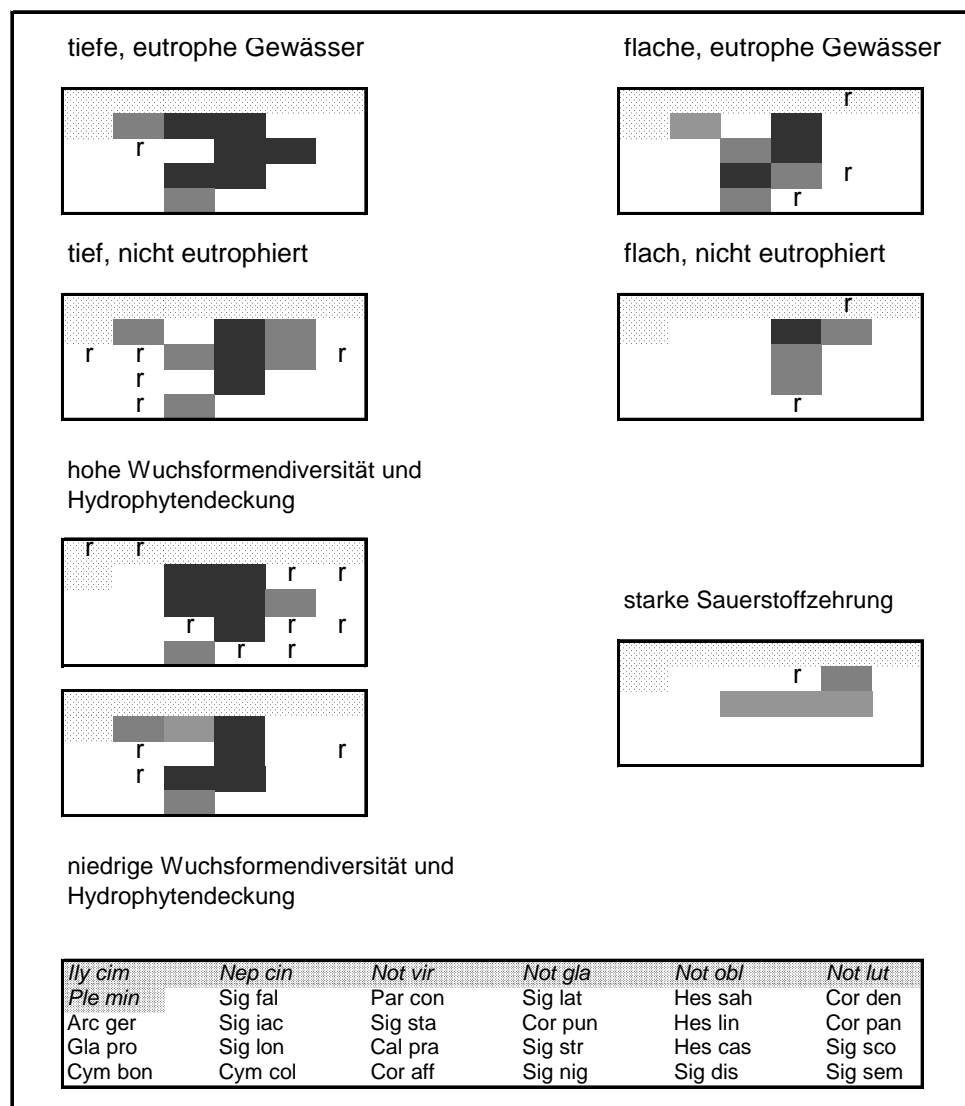 tiefe, eutrophe Gewässer
r
flache, eutrophe Gewässer
r
r
r
tief, nicht eutrophiert
r r r
r
r
flach, nicht eutrophiert
r
r
hohe Wuchsformendiversität und
Hydrophytendeckung
r r
r r
r r r
r r
starke Sauerstoffzehrung
r
r r
r
niedrige Wuchsformendiversität und
Hydrophytendeckung
Ily cim Nep cin Not vir Not gla Not obl Not lut
Ple min Sig fal Par con Sig lat Hes sah Cor den
Arc ger Sig iac Sig sta Cor pun Hes lin Cor pan
Gla pro Sig lon Cal pra Sig str Hes cas Sig sco
Cym bon Cym col Cor aff Sig nig Sig dis Sig sem